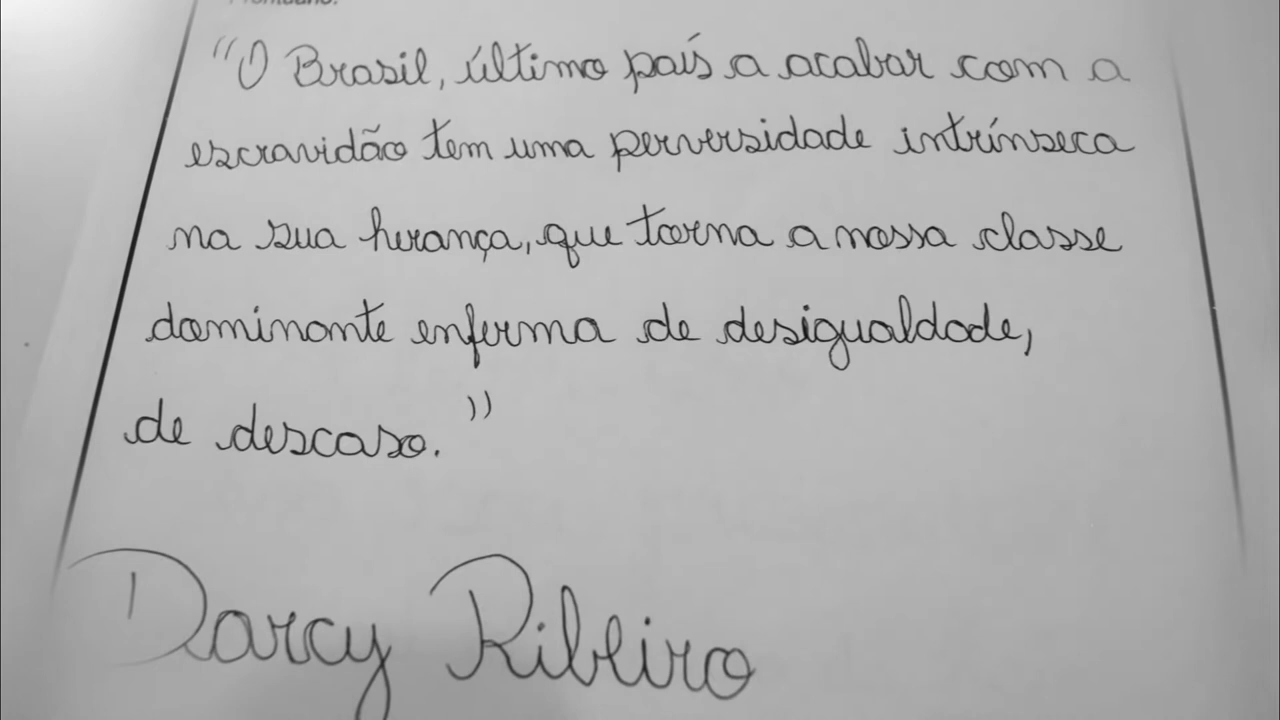 Prontuário:
"O Brasil, último país a acabar com a
escravidão tem uma perversidade intrínseca
na sua herança, que torna a nossa classe
dominante enferma de desigualdade,
de descaso."
Darcy Ribeiro